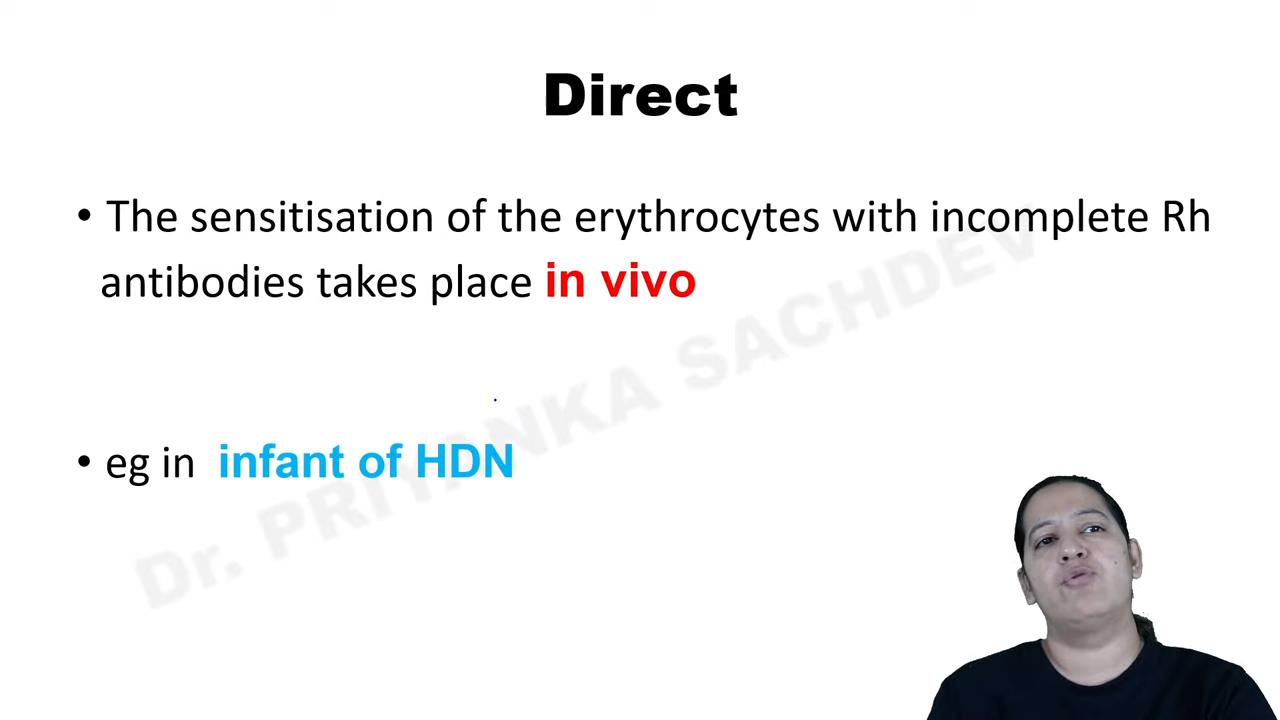 Direct
• The sensitisation of the erythrocytes with incomplete Rh
antibodies takes place in vivo
• eg in infant of HDN
Dr. PRIYANKA SACHDEV